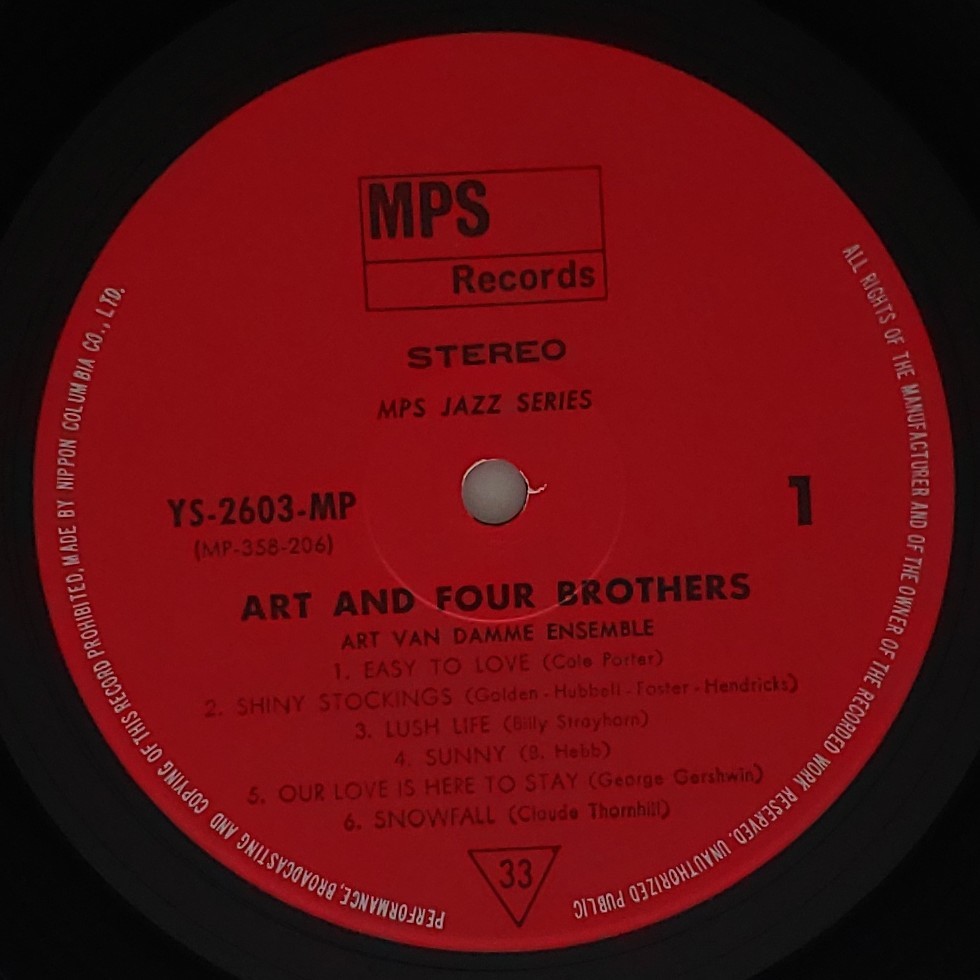 MPS
Records
STEREO
MPS JAZZ SERIES
YS-2603-MP
(MP-358-206)
1
ART AND FOUR BROTHERS
ART VAN DAMME ENSEMBLE
1. EASY TO LOVE (Cole Porter)
2. SHINY STOCKINGS (Golden - Hubbell - Foster - Hendricks)
3. LUSH LIFE (Billy Strayhorn)
4. SUNNY (B. Hebb)
5. OUR LOVE IS HERE TO STAY (George Gershwin)
6. SNOWFALL (Claude Thornhill)
33
ALL RIGHTS OF THE MANUFACTURER AND OF THE OWNER OF THE RECORDED WORK RESERVED. UNAUTHORIZED PUBLIC PERFORMANCE, BROADCASTING AND COPYING OF THIS RECORD PROHIBITED, MADE BY NIPPON COLUMBIA CO., LTD.